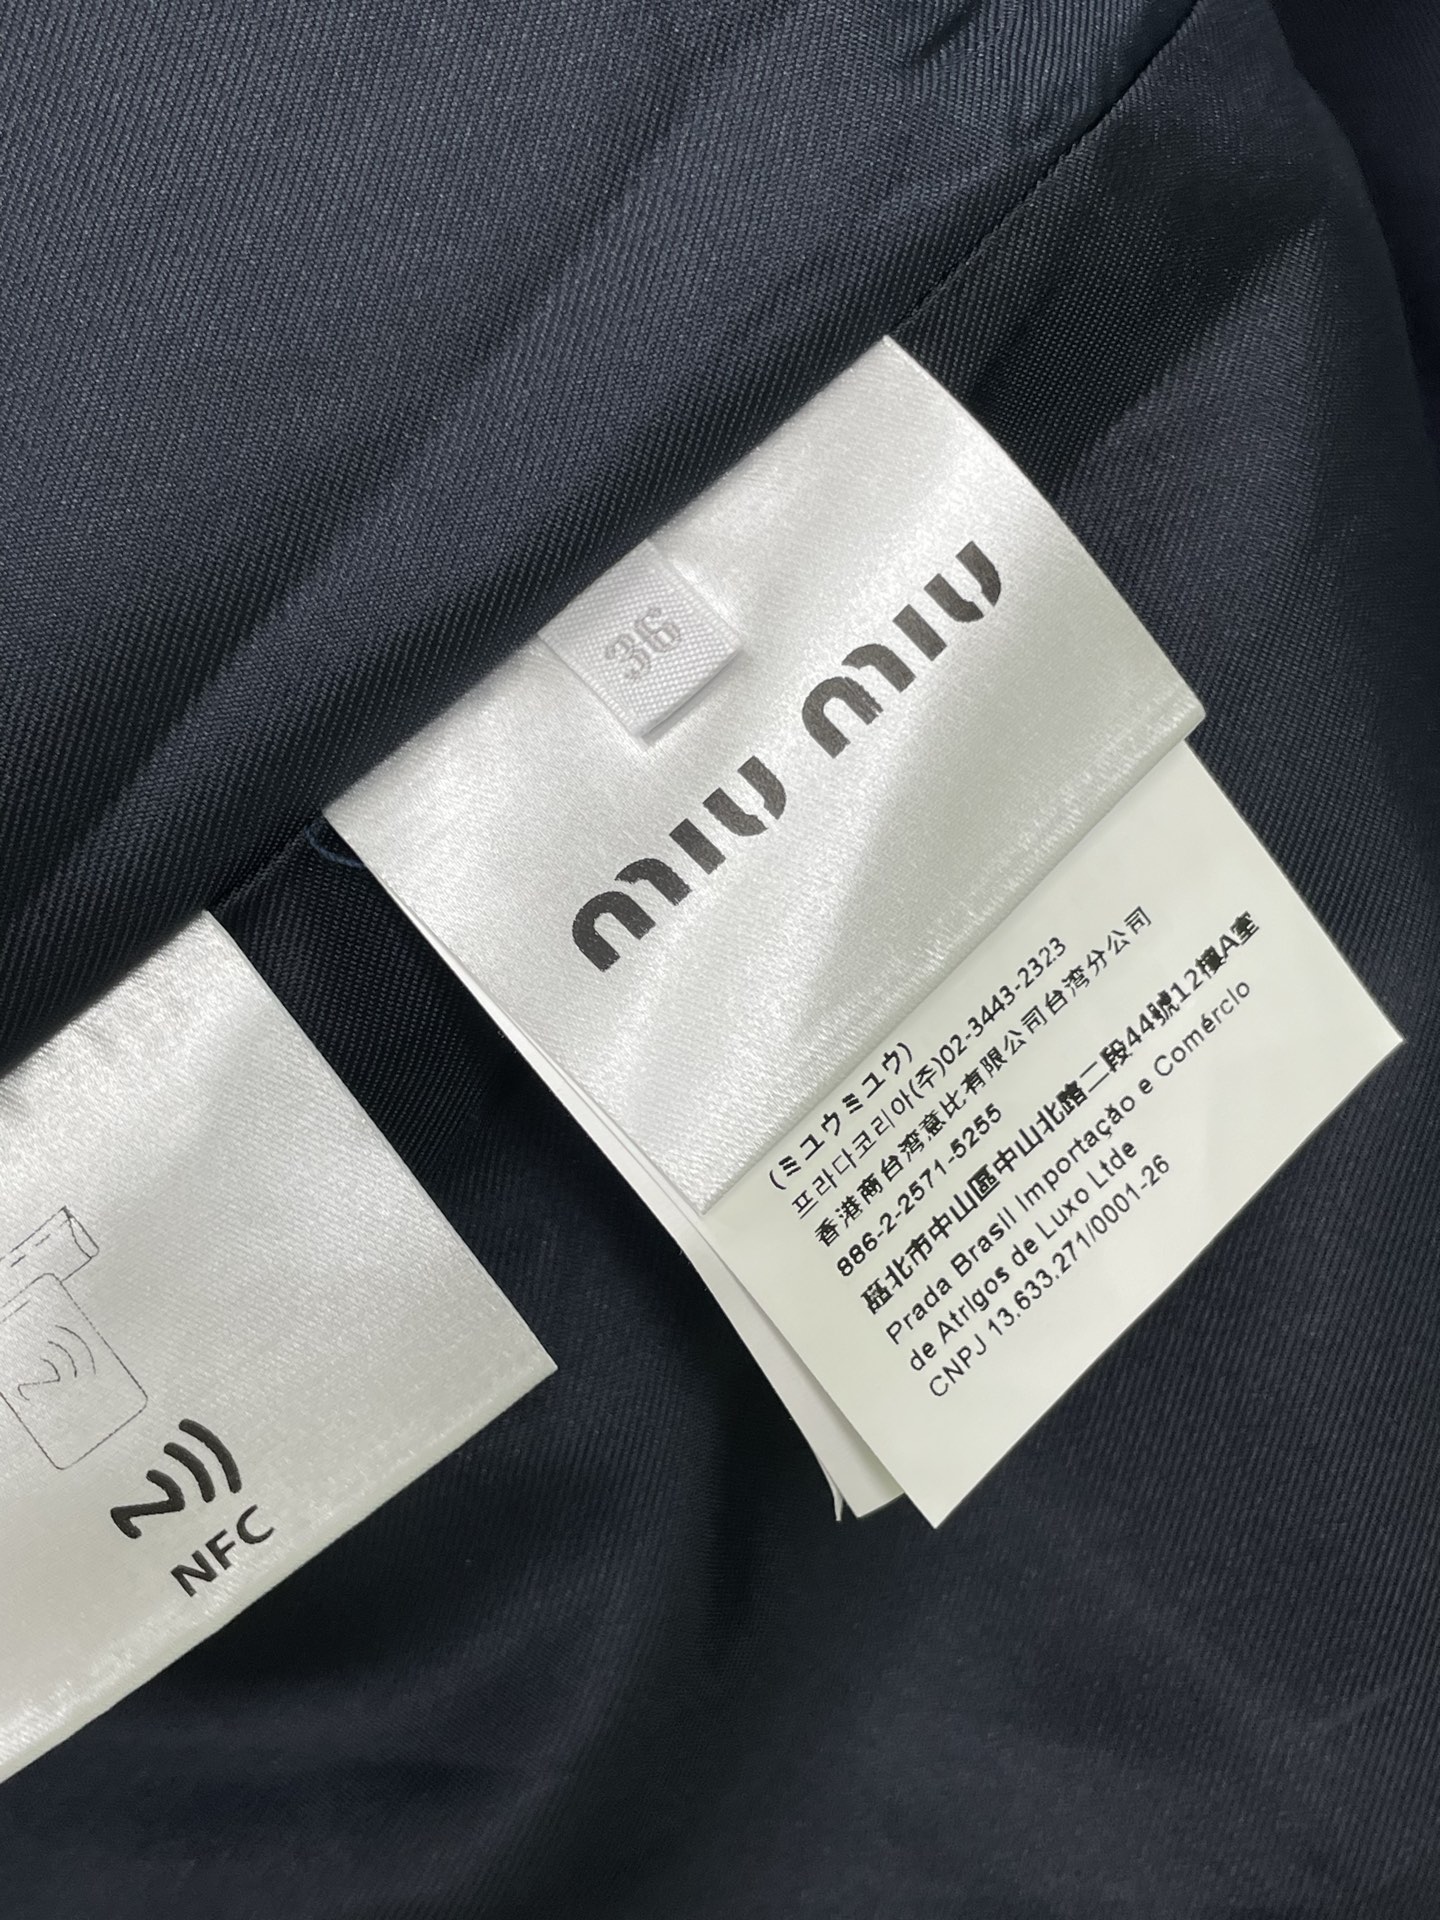 36
miu miu
(ミユウミユウ)
프라다코리아(주)02-3443-2323
香港商台湾意比有限公司台湾分公司
886-2-2571-5255
區北市中山區中山北路二段44號12樓A室
Prada Brasil Importação e Comérclo
de Atrlgos de Luxo Ltde
CNPJ 13.633.271/0001-26
NFC